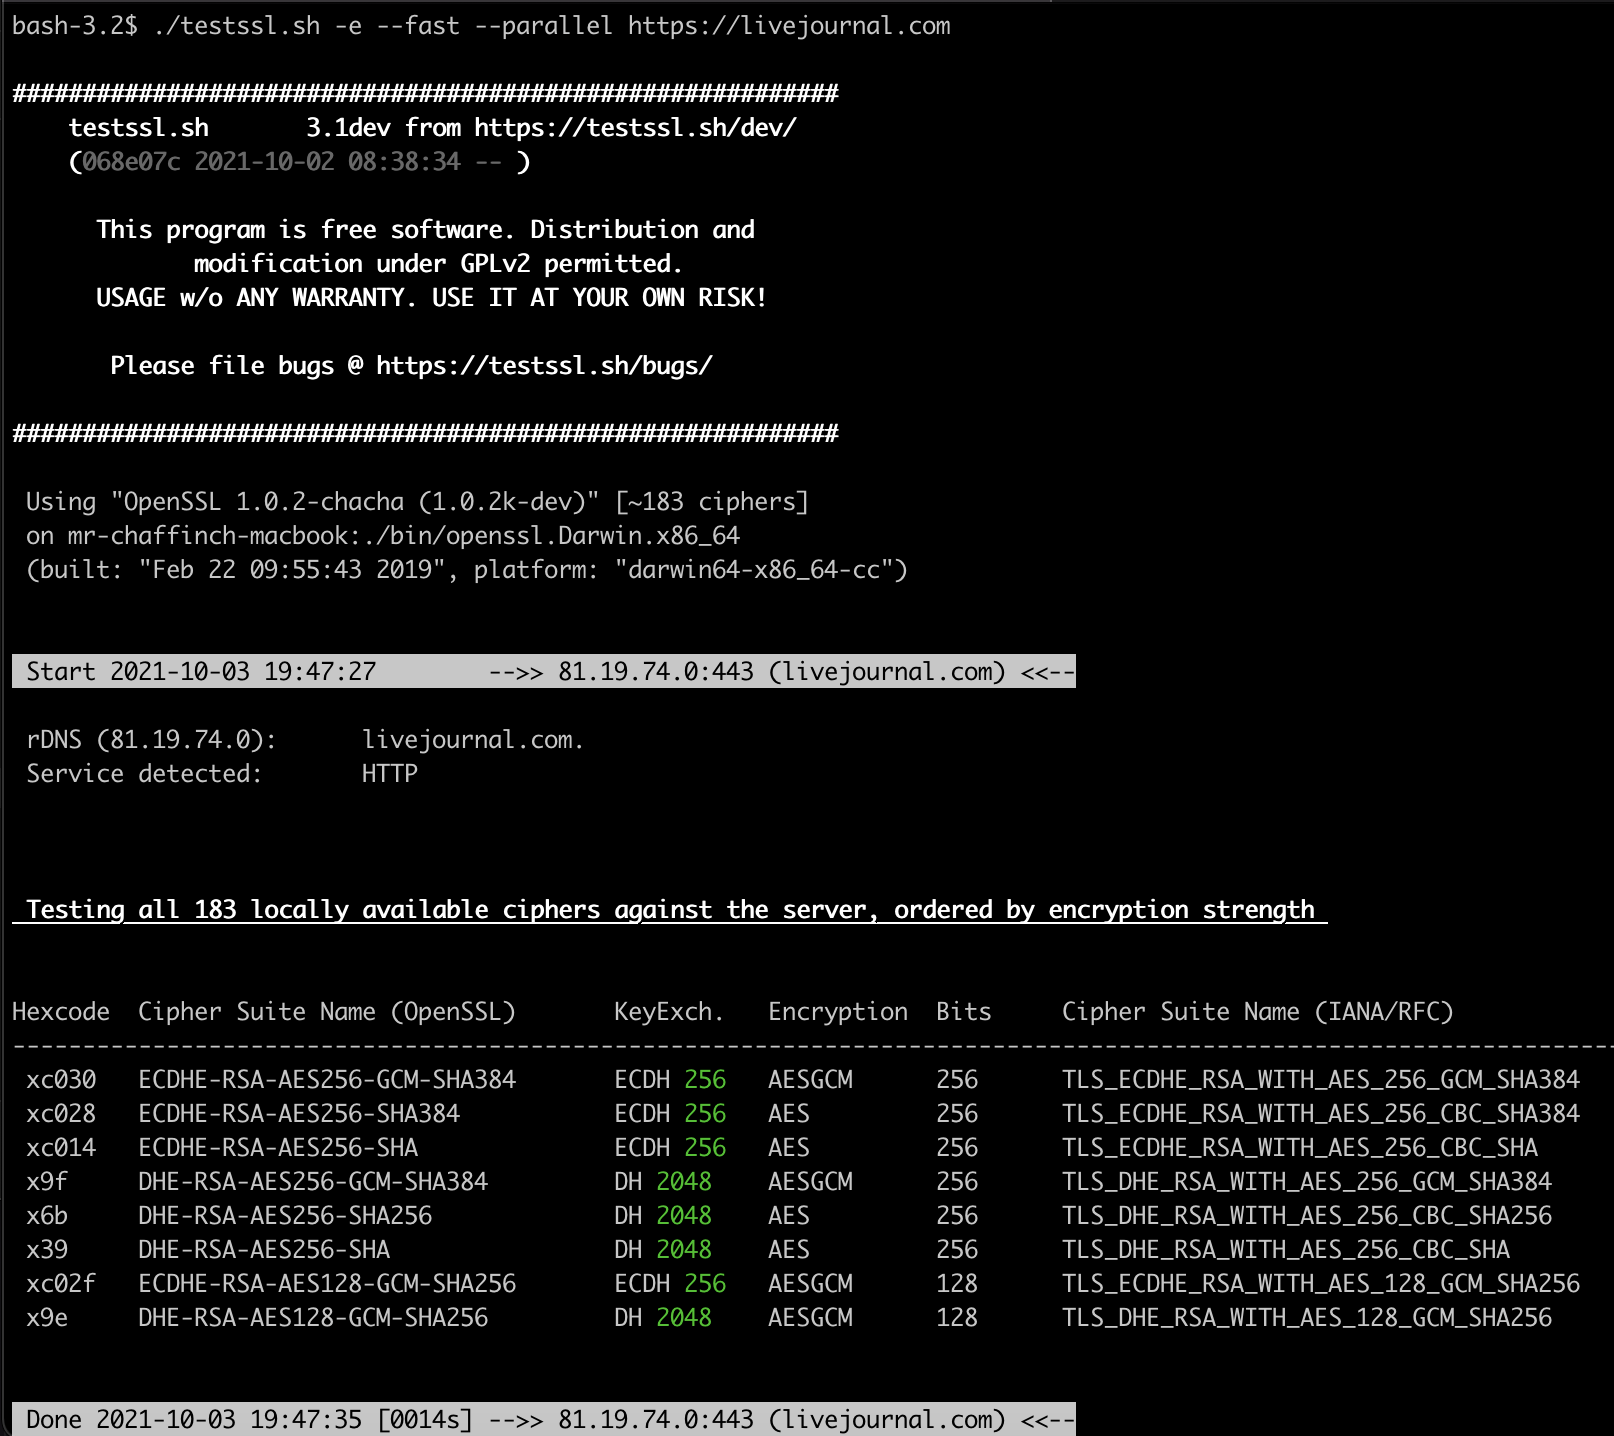 bash-3.2$ ./testssl.sh -e --fast --parallel https://livejournal.com
###########################################################
testssl.sh       3.1dev from https://testssl.sh/dev/
(068e07c 2021-10-02 08:38:34 -- )
This program is free software. Distribution and
modification under GPLv2 permitted.
USAGE w/o ANY WARRANTY. USE IT AT YOUR OWN RISK!
Please file bugs @ https://testssl.sh/bugs/
###########################################################
Using "OpenSSL 1.0.2-chacha (1.0.2k-dev)" [~183 ciphers]
on mr-chaffinch-macbook:./bin/openssl.Darwin.x86_64
(built: "Feb 22 09:55:43 2019", platform: "darwin64-x86_64-cc")
Start 2021-10-03 19:47:27        -->> 81.19.74.0:443 (livejournal.com) <<--
rDNS (81.19.74.0):      livejournal.com.
Service detected:       HTTP
Testing all 183 locally available ciphers against the server, ordered by encryption strength
Hexcode  Cipher Suite Name (OpenSSL)       KeyExch.   Encryption  Bits     Cipher Suite Name (IANA/RFC)
-------------------------------------------------------------------------------------------------------------------
xc030   ECDHE-RSA-AES256-GCM-SHA384       ECDH 256   AESGCM      256      TLS_ECDHE_RSA_WITH_AES_256_GCM_SHA384
xc028   ECDHE-RSA-AES256-SHA384           ECDH 256   AES         256      TLS_ECDHE_RSA_WITH_AES_256_CBC_SHA384
xc014   ECDHE-RSA-AES256-SHA              ECDH 256   AES         256      TLS_ECDHE_RSA_WITH_AES_256_CBC_SHA
x9f     DHE-RSA-AES256-GCM-SHA384         DH 2048    AESGCM      256      TLS_DHE_RSA_WITH_AES_256_GCM_SHA384
x6b     DHE-RSA-AES256-SHA256             DH 2048    AES         256      TLS_DHE_RSA_WITH_AES_256_CBC_SHA256
x39     DHE-RSA-AES256-SHA                DH 2048    AES         256      TLS_DHE_RSA_WITH_AES_256_CBC_SHA
xc02f   ECDHE-RSA-AES128-GCM-SHA256       ECDH 256   AESGCM      128      TLS_ECDHE_RSA_WITH_AES_128_GCM_SHA256
x9e     DHE-RSA-AES128-GCM-SHA256         DH 2048    AESGCM      128      TLS_DHE_RSA_WITH_AES_128_GCM_SHA256
Done 2021-10-03 19:47:35 [0014s] -->> 81.19.74.0:443 (livejournal.com) <<--